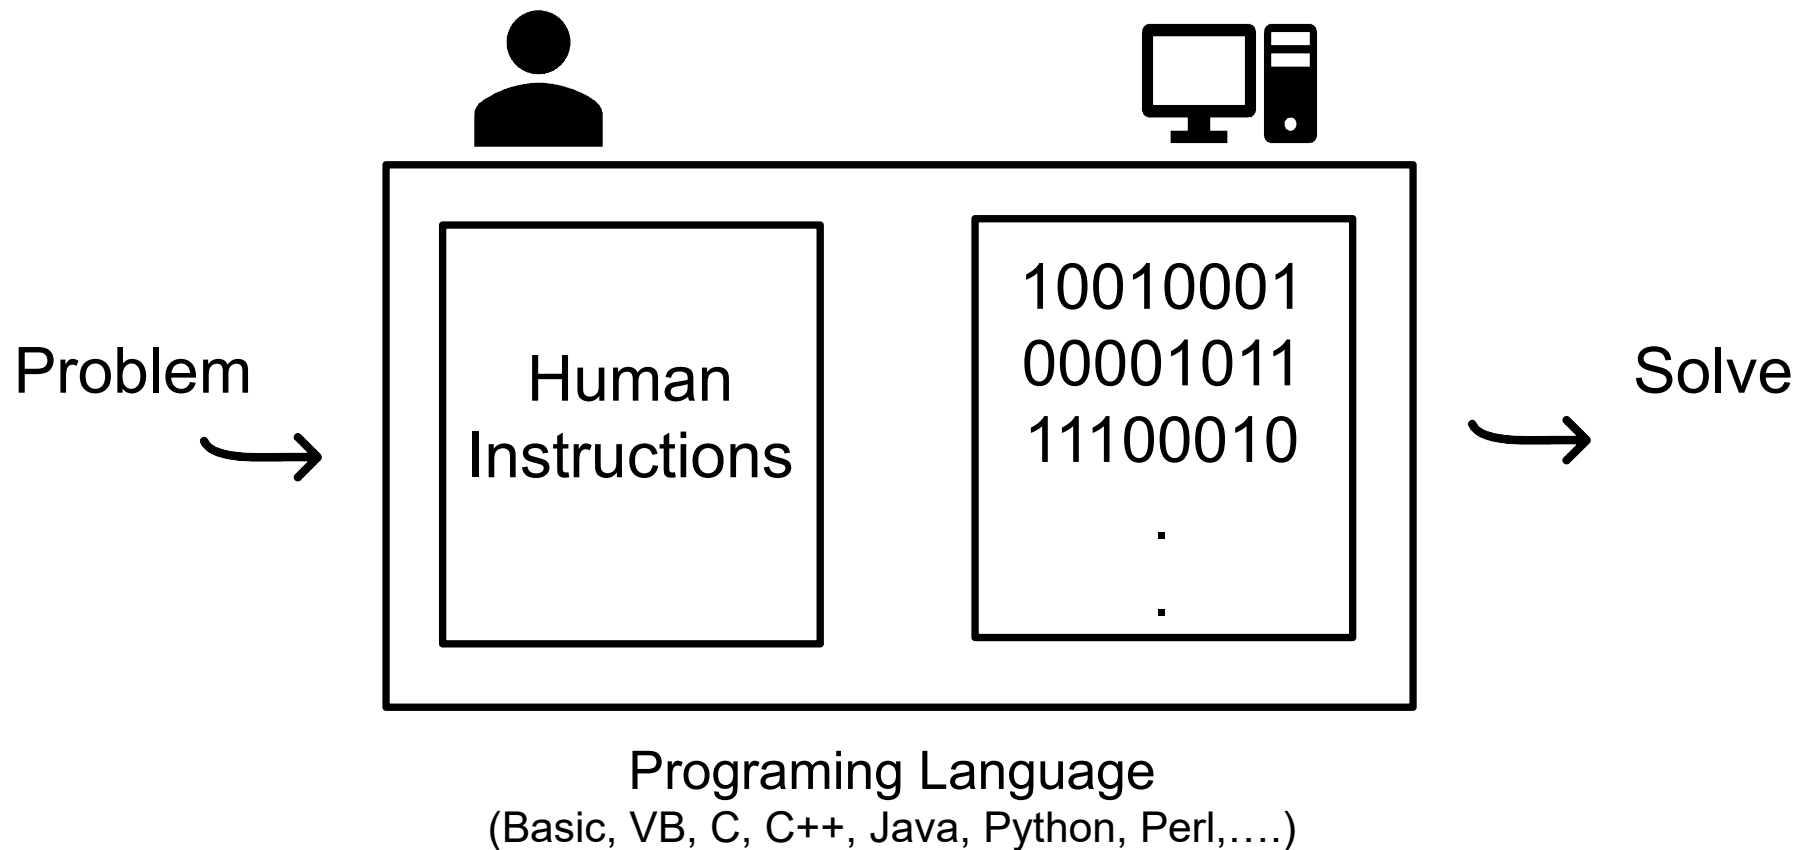 Problem
Human
Instructions
10010001
00001011
11100010
.
.
Solve
Programing Language
(Basic, VB, C, C++, Java, Python, Perl,....)